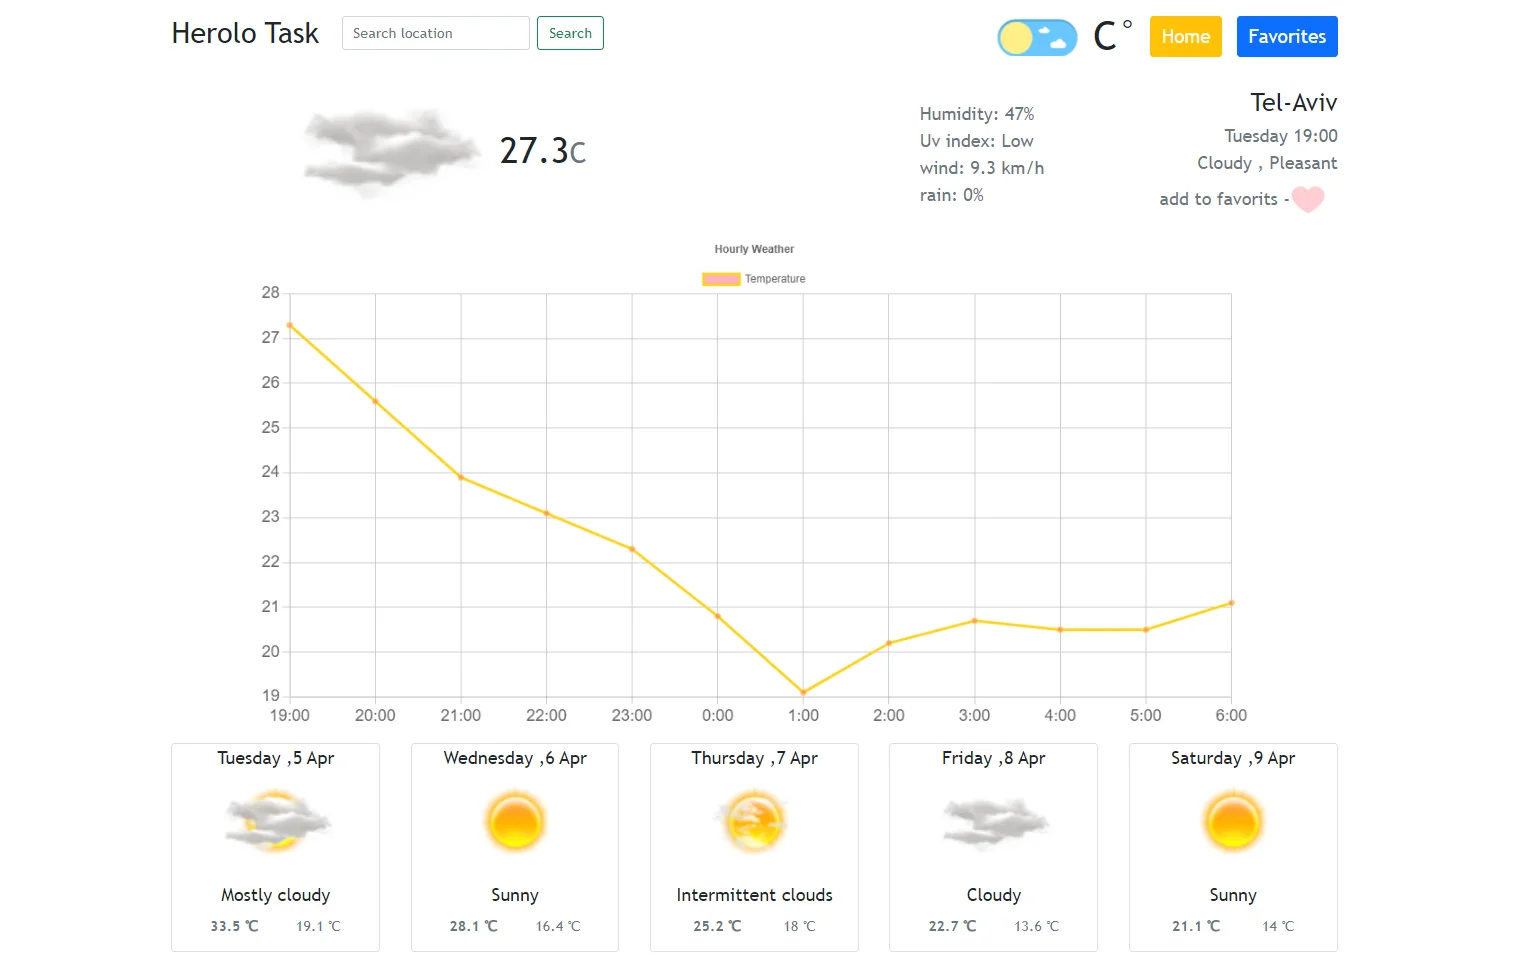 Herolo Task
Search location
Search
C°
Home
Favorites
27.3C
Humidity: 47%
Uv index: Low
wind: 9.3 km/h
rain: 0%
Tel-Aviv
Tuesday 19:00
Cloudy , Pleasant
add to favorits -
Hourly Weather
Temperature
28
27
26
25
24
23
22
21
20
19
19:00 20:00 21:00 22:00 23:00 0:00 1:00 2:00 3:00 4:00 5:00 6:00
Tuesday ,5 Apr
Mostly cloudy
33.5 ℃ 19.1 ℃
Wednesday ,6 Apr
Sunny
28.1 ℃ 16.4 ℃
Thursday ,7 Apr
Intermittent clouds
25.2 ℃ 18 ℃
Friday ,8 Apr
Cloudy
22.7 ℃ 13.6 ℃
Saturday ,9 Apr
Sunny
21.1 ℃ 14 ℃